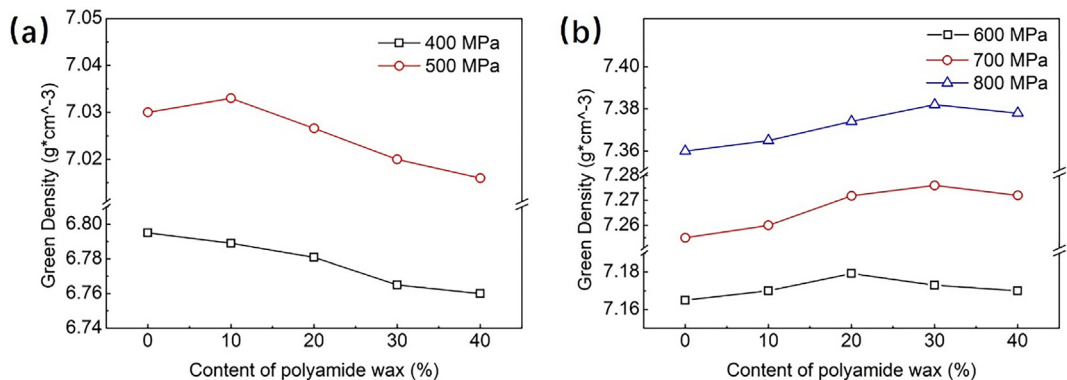 (a)
7.05
7.04
7.03
7.02
6.80
6.78
6.76
6.74
Green Density (g*cm^-3)
400 MPa
500 MPa
0 10 20 30 40
Content of polyamide wax (%)
(b)
7.40
7.38
7.36
7.28
7.26
7.18
7.16
Green Density (g*cm^-3)
600 MPa
700 MPa
800 MPa
0 10 20 30 40
Content of polyamide wax (%)